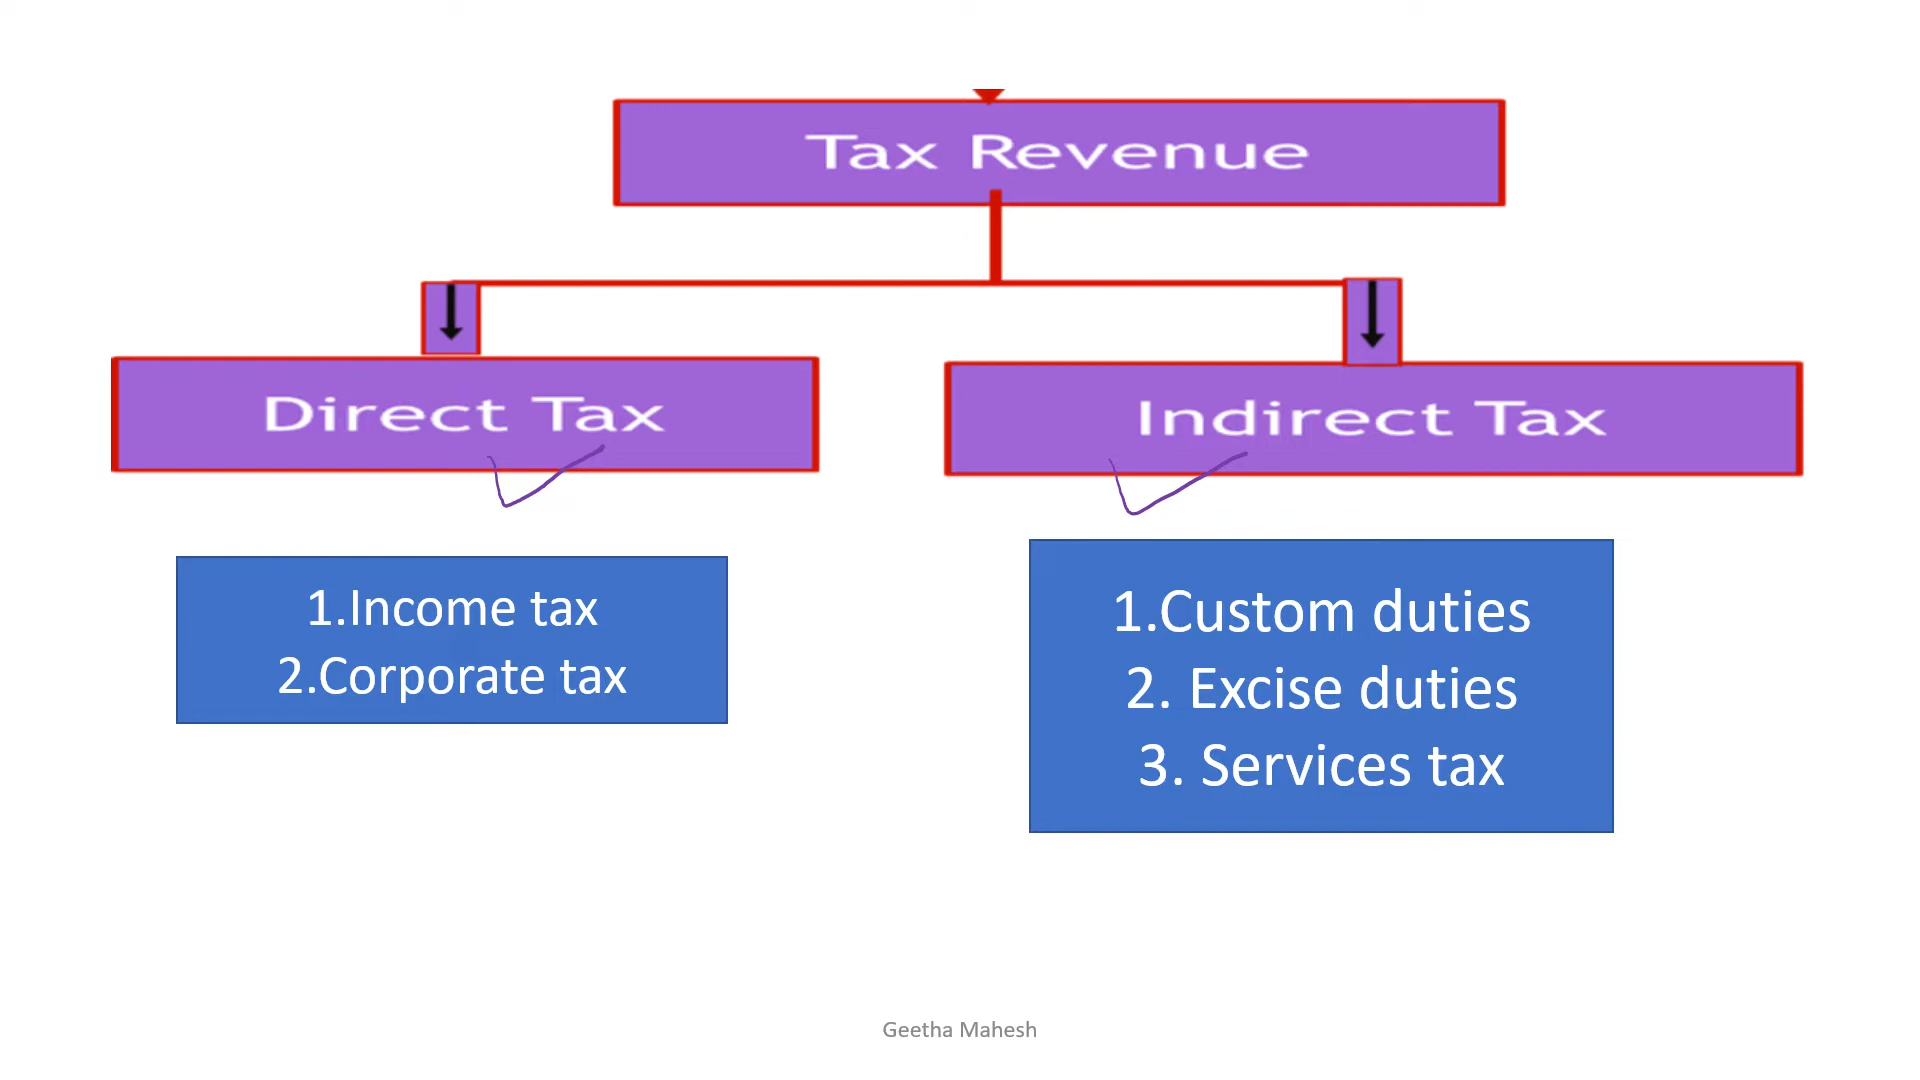 Tax Revenue
Direct Tax
Indirect Tax
1.Income tax
2.Corporate tax
1.Custom duties
2. Excise duties
3. Services tax
Geetha Mahesh